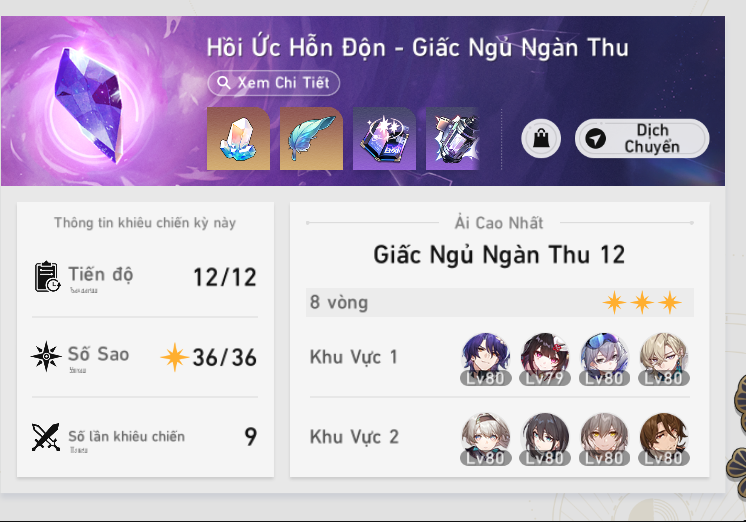 Hồi Ức Hỗn Độn - Giấc Ngủ Ngàn Thu
Xem Chi Tiết
Dịch
Chuyển
Thông tin khiêu chiến kỳ này
Tiến độ
12/12
Số Sao
36/36
Số lần khiêu chiến
9
Ải Cao Nhất
Giấc Ngủ Ngàn Thu 12
8 vòng
Khu Vực 1
Lv80
Lv79
Lv80
Lv80
Khu Vực 2
Lv80
Lv80
Lv80
Lv80